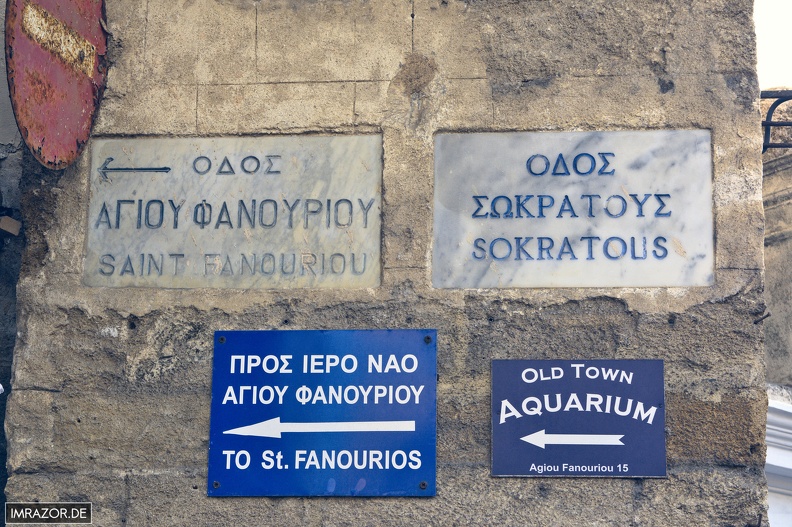 ΟΔΟΣ
ΑΓΙΟΥ ΦΑΝΟΥΡΙΟΥ
SAINT FANOURIOU
ΟΔΟΣ
ΣΩΚΡΑΤΟΥΣ
SOKRATOUS
ΠΡΟΣ ΙΕΡΟ ΝΑΟ
ΑΓΙΟΥ ΦΑΝΟΥΡΙΟΥ
TO St. FANOURIOS
OLD TOWN
AQUARIUM
Agiou Fanouriou 15
IMRAZOR.DE